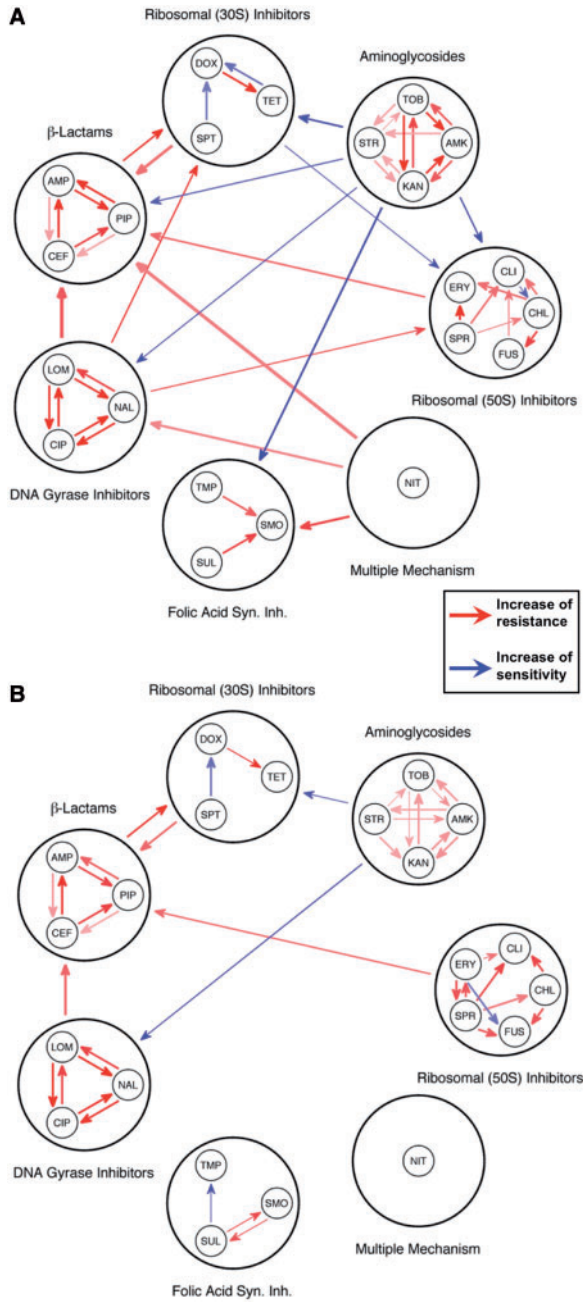 A
Ribosomal (30S) Inhibitors
DOX
TET
SPT
Aminoglycosides
TOB
STR
AMK
KAN
β-Lactams
AMP
PIP
CEF
ERY
CLI
CHL
SPR
FUS
Ribosomal (50S) Inhibitors
LOM
NAL
CIP
DNA Gyrase Inhibitors
TMP
SMO
SUL
Folic Acid Syn. Inh.
NIT
Multiple Mechanism
Increase of
resistance
Increase of
sensitivity
B
Ribosomal (30S) Inhibitors
DOX
TET
SPT
Aminoglycosides
TOB
STR
AMK
KAN
β-Lactams
AMP
PIP
CEF
ERY
CLI
CHL
SPR
FUS
Ribosomal (50S) Inhibitors
LOM
NAL
CIP
DNA Gyrase Inhibitors
TMP
SMO
SUL
Folic Acid Syn. Inh.
NIT
Multiple Mechanism